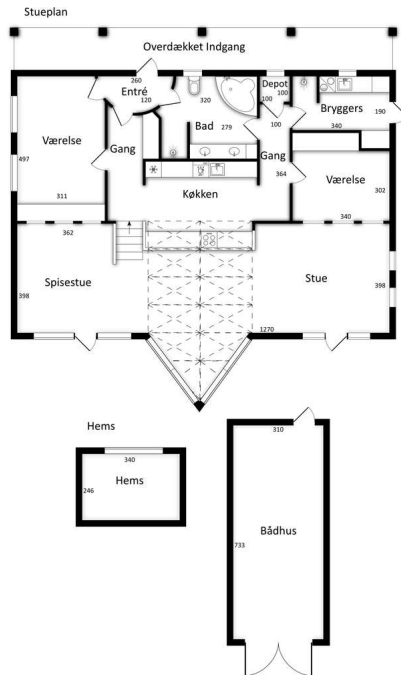 Stueplan
Overdækket Indgang
Entré
260
120
320
Depot
100
100
Bryggers
190
340
Værelse
497
311
Gang
Bad
279
100
Gang
364
Værelse
302
340
Køkken
362
Spisestue
398
Stue
398
1270
Hems
340
246
Hems
310
Bådhus
733